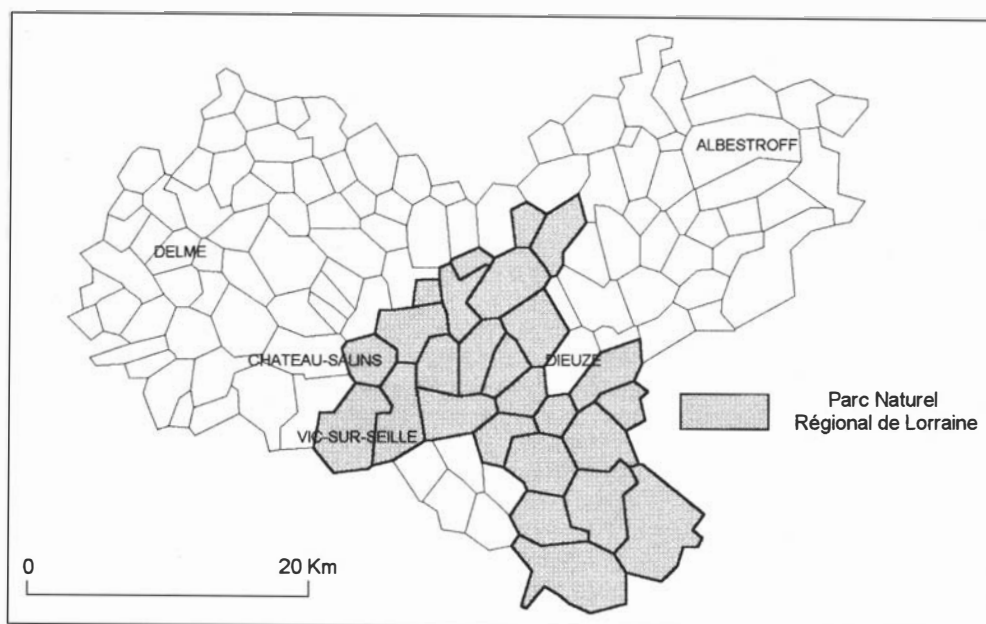 ALBESTROFF
DELME
CHATEAU-SALINS
DIEUZE
VIC-SUR-SEILLE
Parc Naturel
Régional de Lorraine
0 20 Km